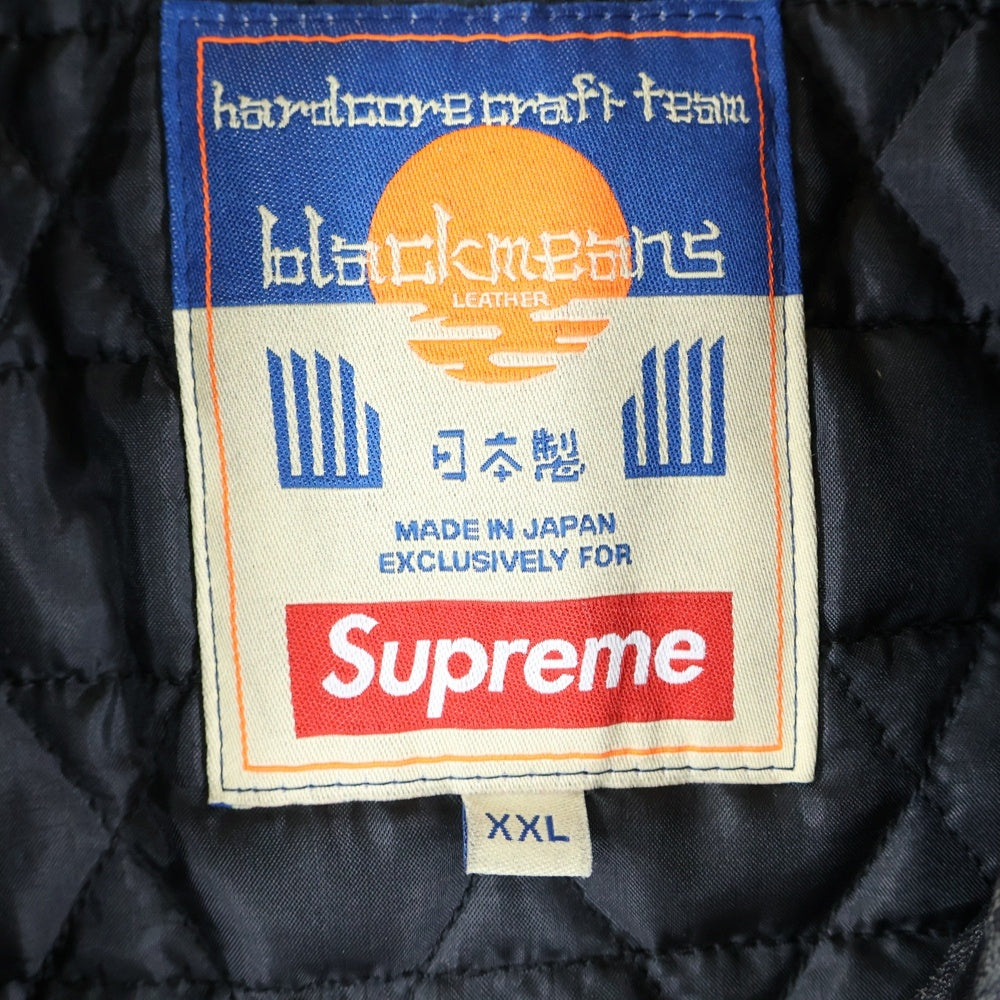 hardcore craft team
blackmeans
LEATHER
日本製
MADE IN JAPAN
EXCLUSIVELY FOR
Supreme
XXL